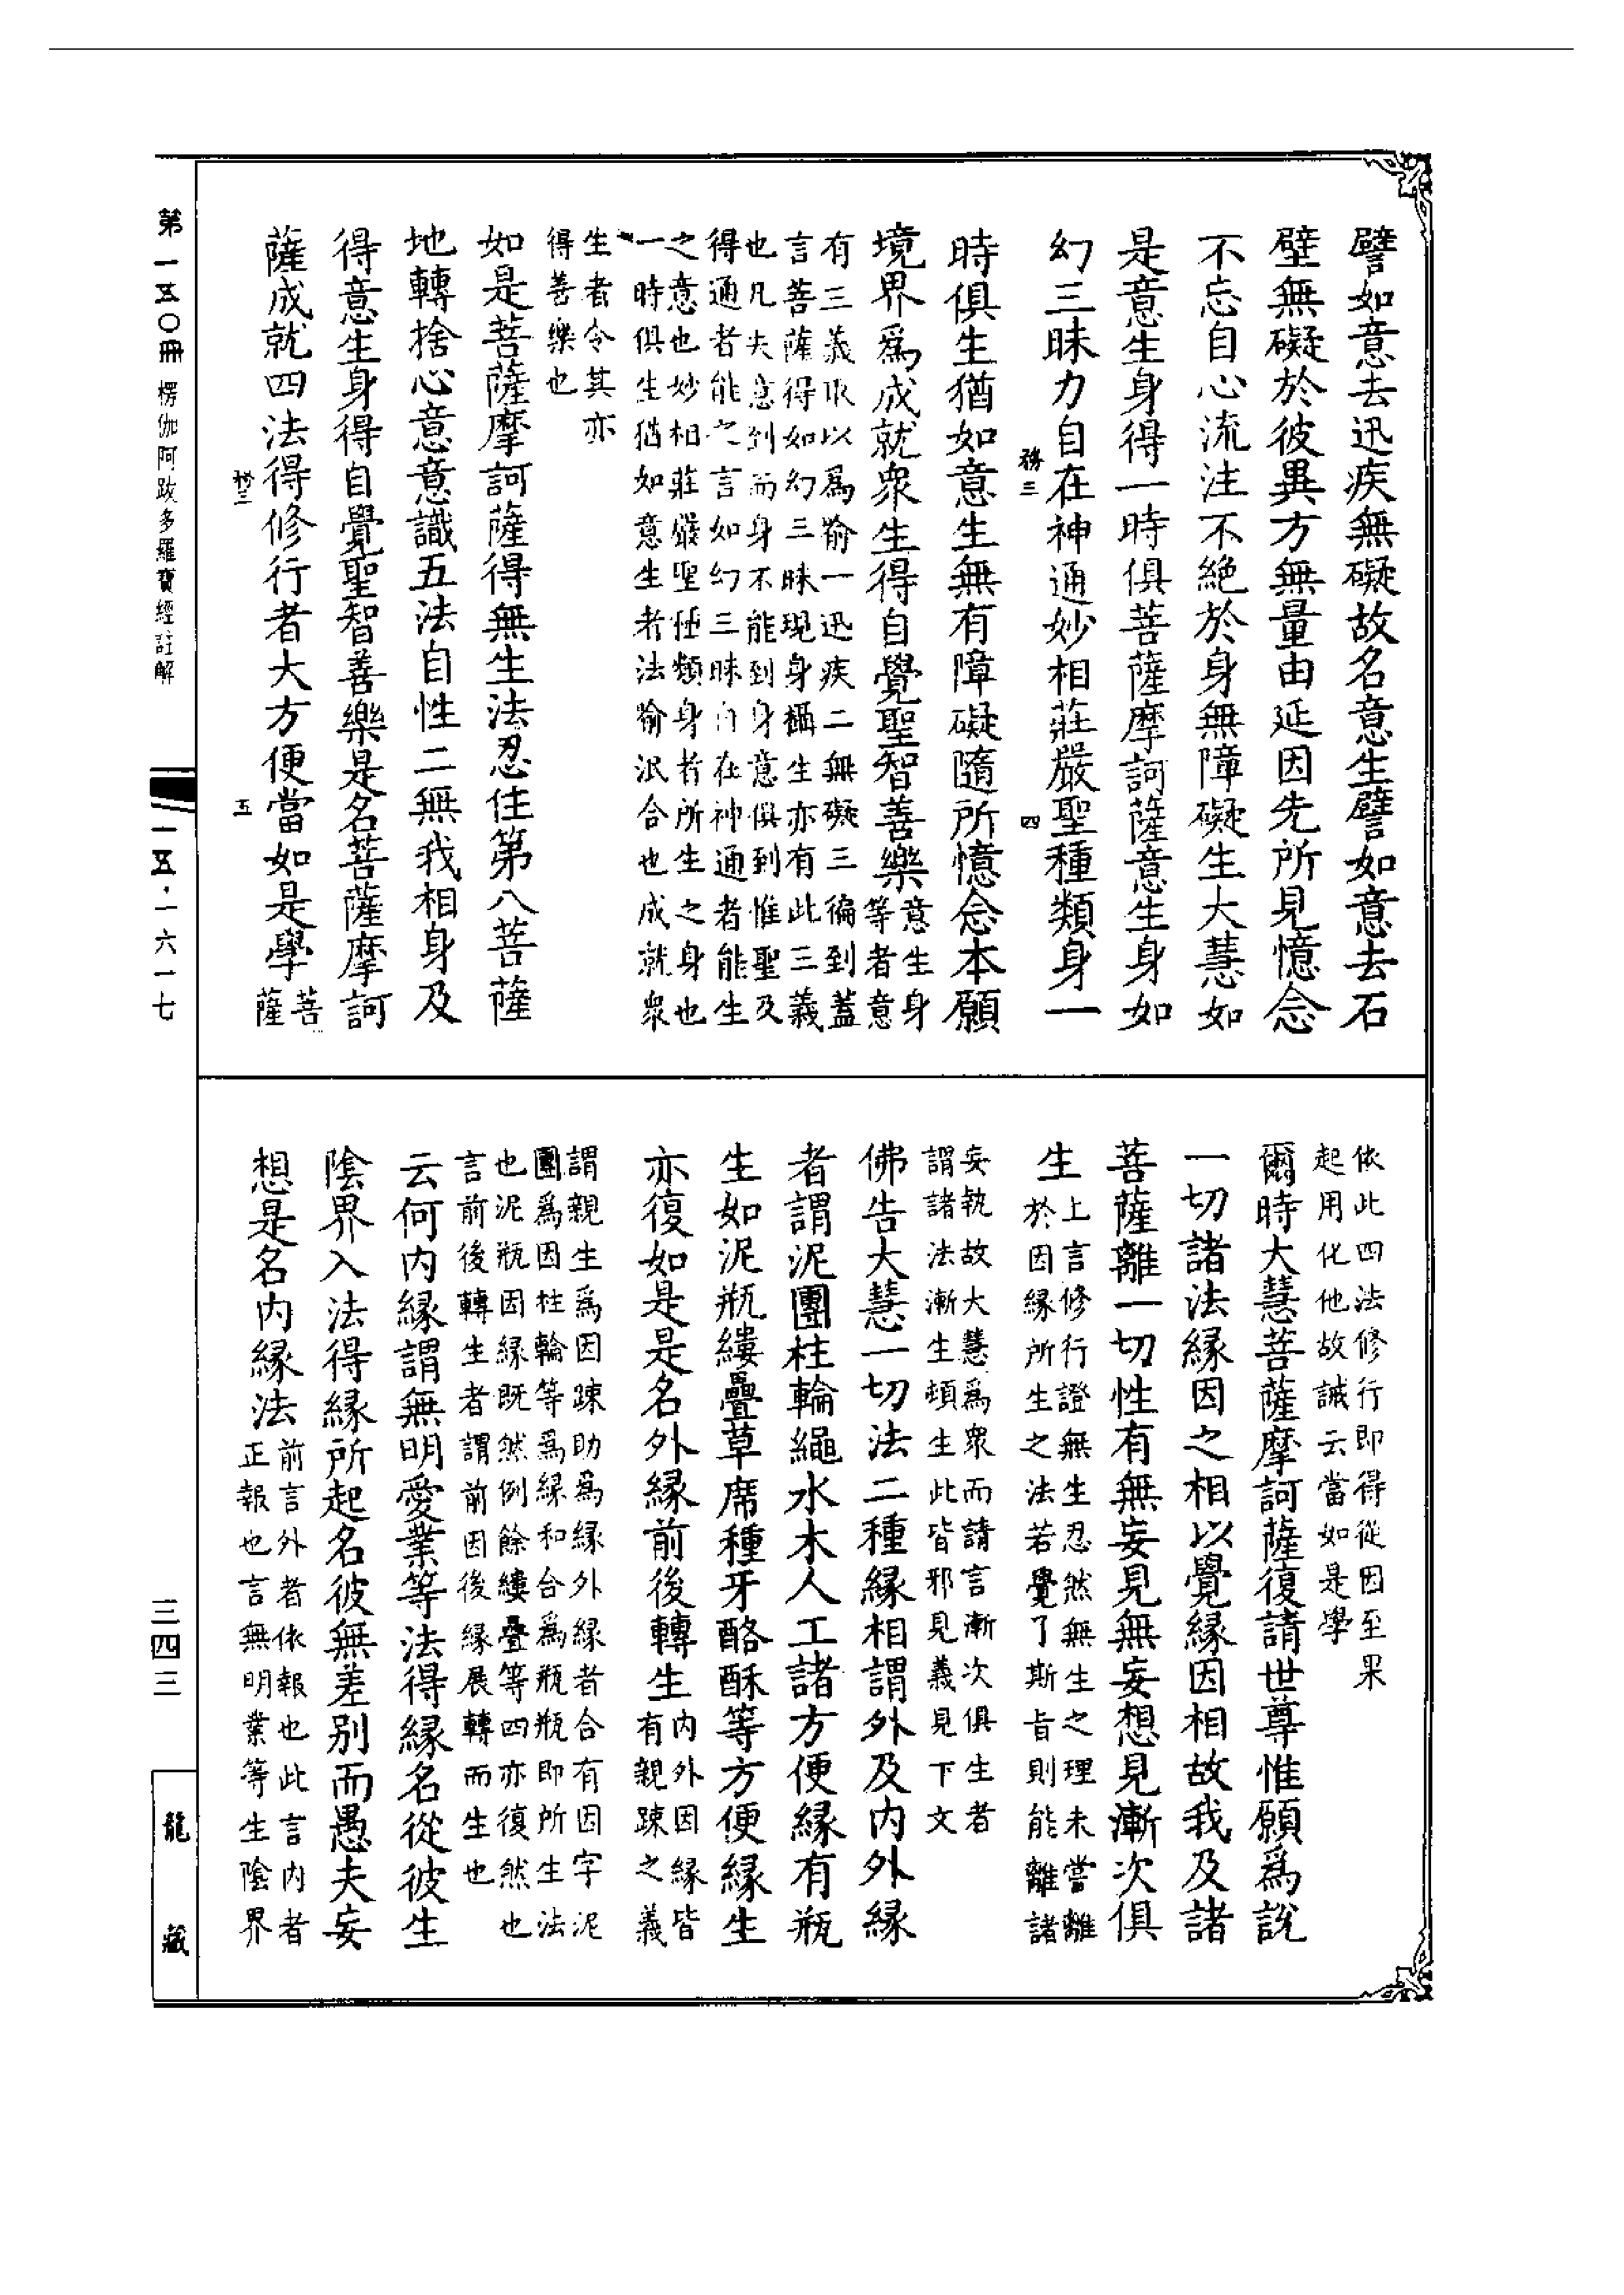 譬如意去迅疾無礙故名意生譬如意去石
壁無礙於彼異方無量由延因先所見憶念
不忘自心流注不絶於身無障礙生大慧如
是意生身得一時俱菩薩摩訶薩意生身如
幻三昧力自在神通妙相莊嚴聖種類身一
務三
四
時俱生猶如意生無有障礙隨所憶念本願
境界爲成就衆生得自覺聖智善樂意生身
等者意
有三義取以爲喻一迅疾二無礙三徧到蓋
言菩薩得如幻三昧現身攝生亦有此三義
也凡夫意到而身不能到身意俱到惟聖及
得通者能之言如幻三昧自在神通者能生
之意也妙相莊嚴聖種類身者所生之身也
一時俱生猶如意生者法喻泯合也成就衆
生者令其亦
得善樂也
如是菩薩摩訶薩得無生法忍住第八菩薩
地轉捨心意意識五法自性二無我相身及
得意生身得自覺聖智善樂是名菩薩摩訶
薩成就四法得修行者大方便當如是學菩
薩
務三
五
依此四法修行即得從因至果
起用化他故誡云當如是學
爾時大慧菩薩摩訶薩復請世尊惟願爲說
一切諸法緣因之相以覺緣因相故我及諸
菩薩離一切性有無妄見無妄想見漸次俱
生上言修行證無生忍然無生之理未嘗離
於因緣所生之法若覺了斯旨則能離諸
妄執故大慧爲衆而請言漸次俱生者
謂諸法漸生頓生此皆邪見義見下文
佛告大慧一切法二種緣相謂外及內外緣
者謂泥團柱輪繩水木人工諸方便緣有瓶
生如泥瓶縷疊草席種牙酪酥等方便緣生
亦復如是是名外緣前後轉生內外因緣皆
有親踈之義
謂親生爲因踈助爲緣外緣者合有因字泥
團爲因柱輪等爲緣和合爲瓶瓶即所生法
也泥瓶因緣既然例餘縷疊等四亦復然也
言前後轉生者謂前因後緣展轉而生也
云何內緣謂無明愛業等法得緣名從彼生
陰界入法得緣所起名彼無差別而愚夫妄
想是名內緣法前言外者依報也此言內者
正報也言無明業等生陰界
第一五〇冊 楞伽阿跋多羅寶經註解
一五·一六一七
三四三
龍藏